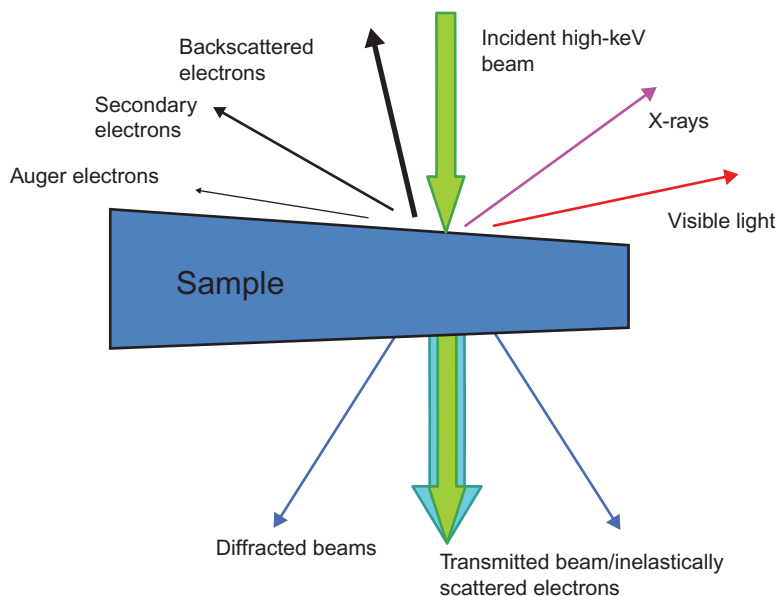 Backscattered
electrons
Incident high-keV
beam
Secondary
electrons
X-rays
Auger electrons
Visible light
Sample
Diffracted beams
Transmitted beam/inelastically
scattered electrons